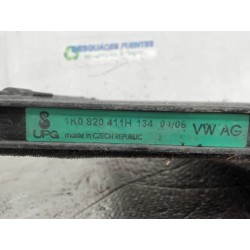 DESGUACES FUENTES
1K0 820 411H 134 01/06 VW AG
UPG made in CZECH REPUBLIC